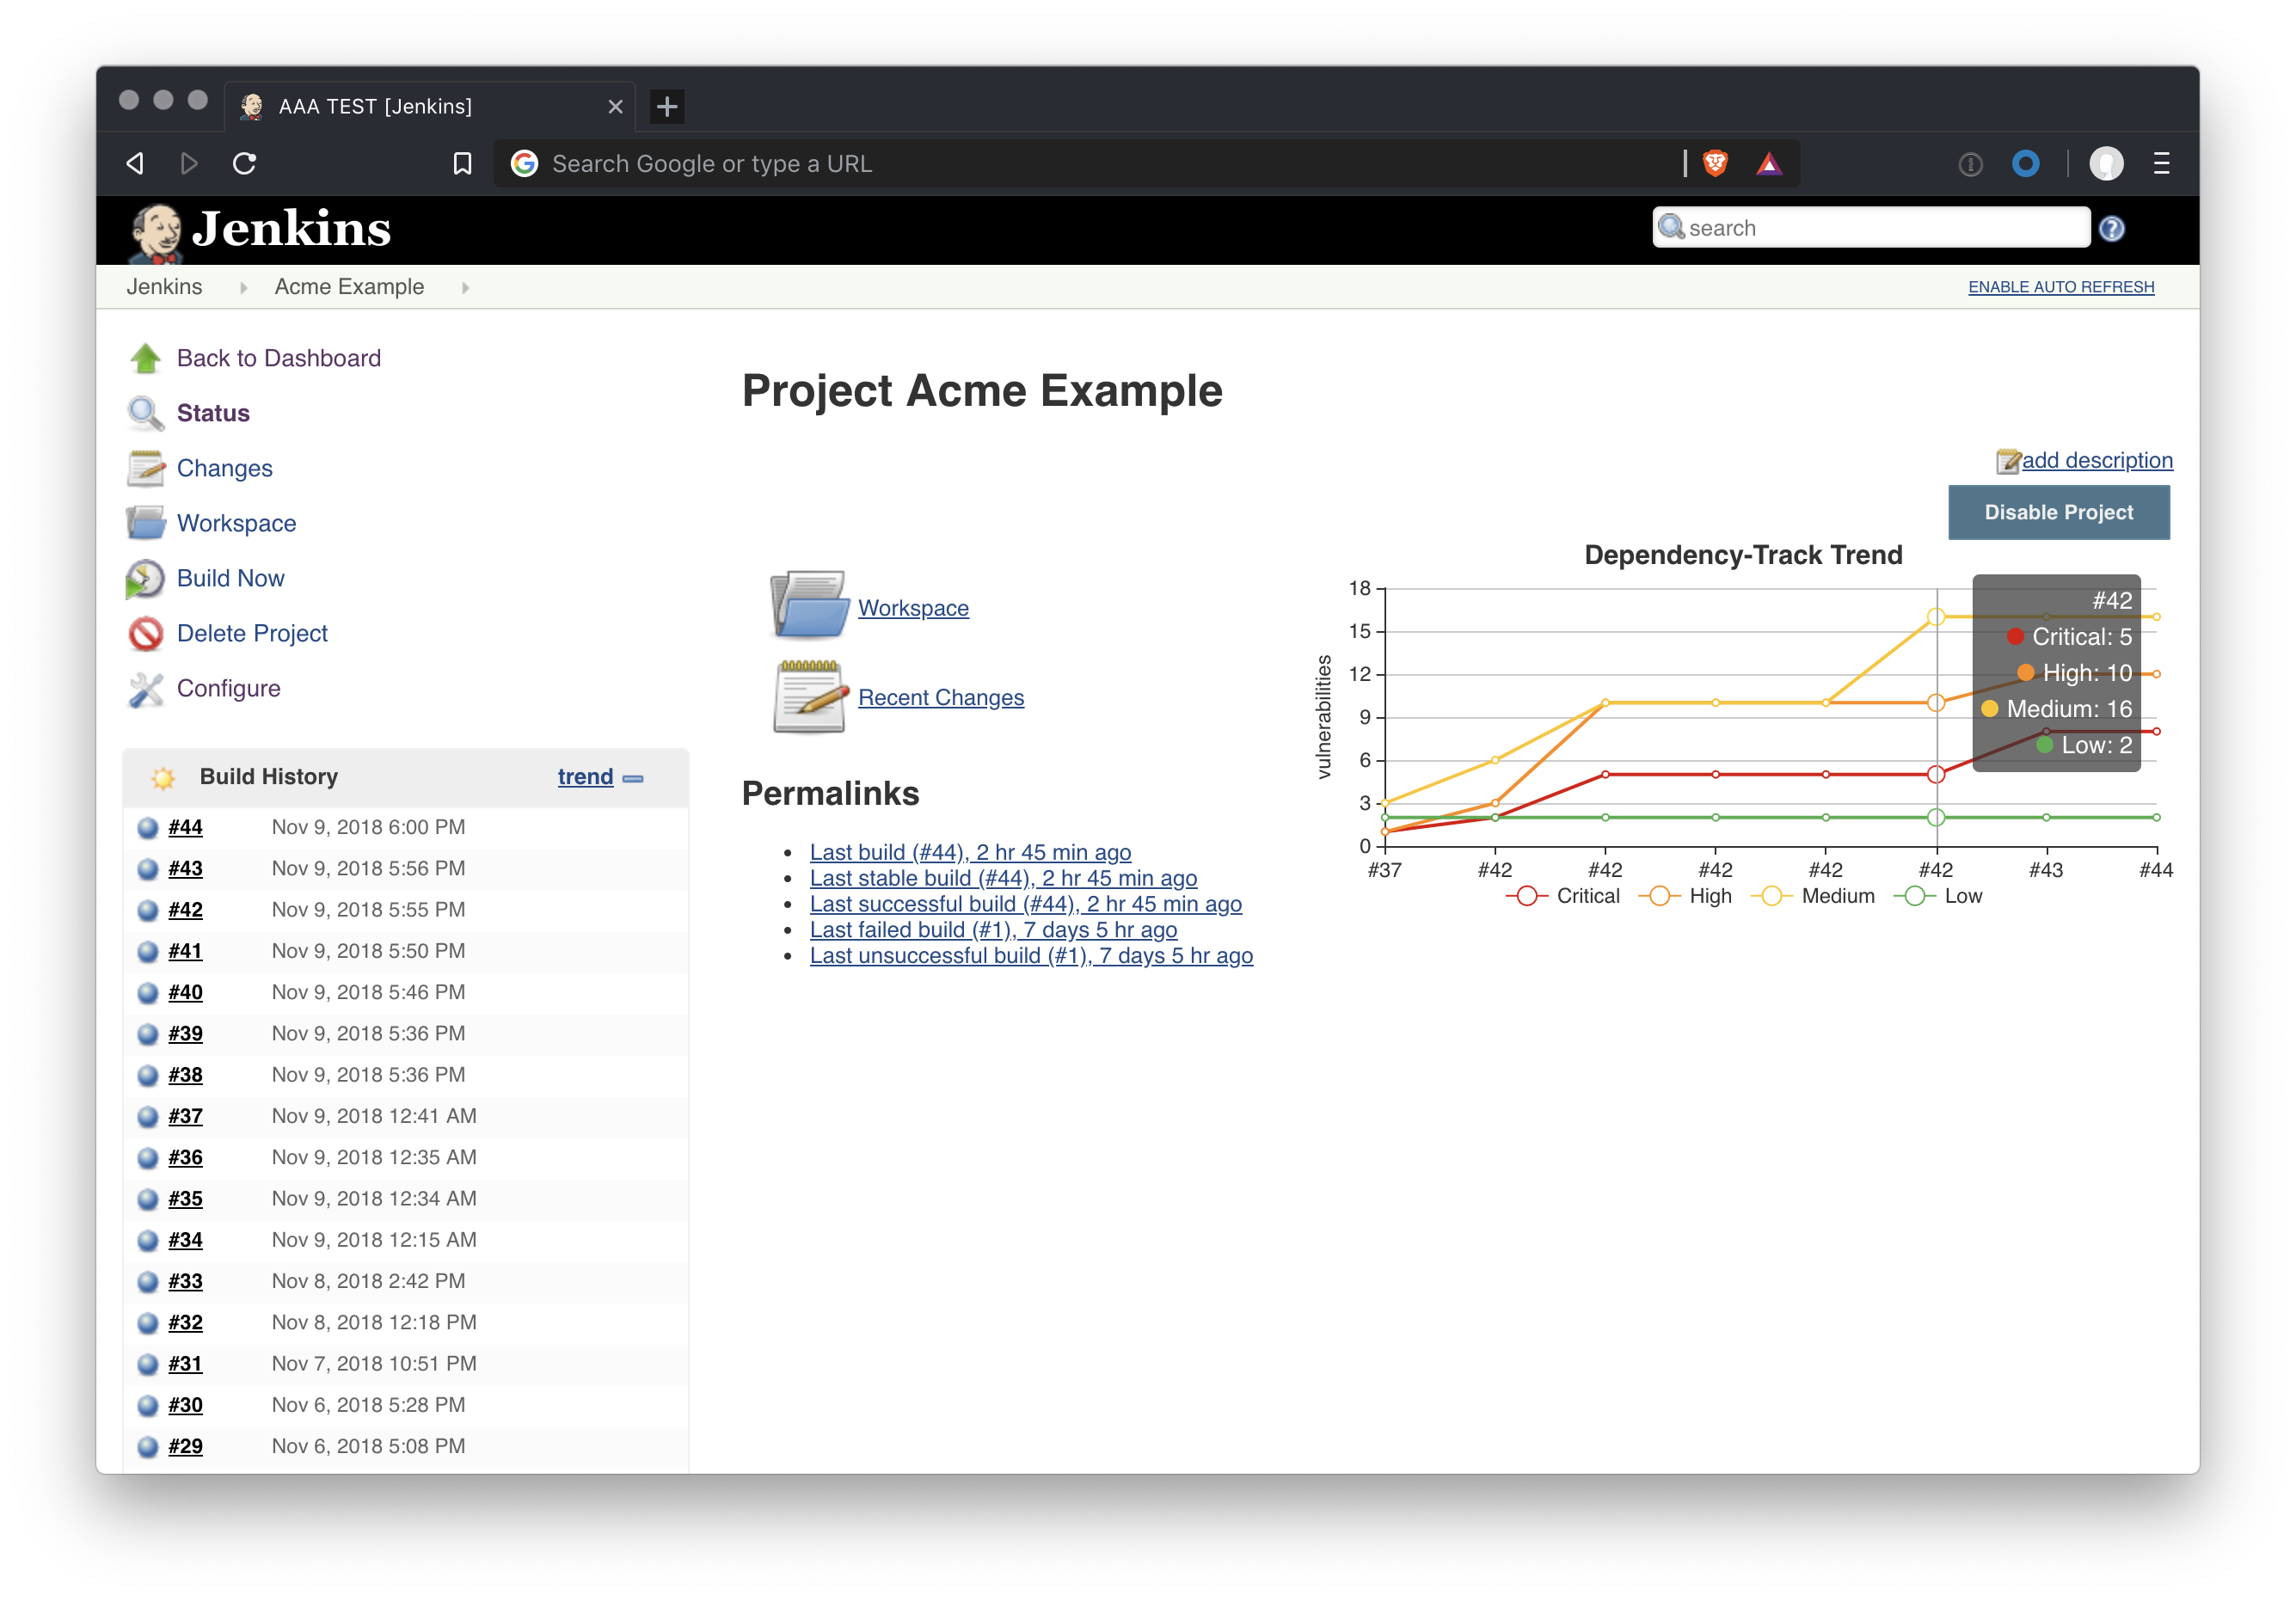 AAA TEST [Jenkins]
Search Google or type a URL
Jenkins
search
Jenkins Acme Example ENABLE AUTO REFRESH
Back to Dashboard
Status
Changes
Workspace
Build Now
Delete Project
Configure
Build History trend
#44 Nov 9, 2018 6:00 PM
#43 Nov 9, 2018 5:56 PM
#42 Nov 9, 2018 5:55 PM
#41 Nov 9, 2018 5:50 PM
#40 Nov 9, 2018 5:46 PM
#39 Nov 9, 2018 5:36 PM
#38 Nov 9, 2018 5:36 PM
#37 Nov 9, 2018 12:41 AM
#36 Nov 9, 2018 12:35 AM
#35 Nov 9, 2018 12:34 AM
#34 Nov 9, 2018 12:15 AM
#33 Nov 8, 2018 2:42 PM
#32 Nov 8, 2018 12:18 PM
#31 Nov 7, 2018 10:51 PM
#30 Nov 6, 2018 5:28 PM
#29 Nov 6, 2018 5:08 PM
Project Acme Example
add description
Disable Project
Workspace
Recent Changes
Permalinks
Last build (#44), 2 hr 45 min ago
Last stable build (#44), 2 hr 45 min ago
Last successful build (#44), 2 hr 45 min ago
Last failed build (#1), 7 days 5 hr ago
Last unsuccessful build (#1), 7 days 5 hr ago
Dependency-Track Trend
vulnerabilities
18
15
12
9
6
3
0
#37 #42 #42 #42 #42 #42 #43 #44
Critical High Medium Low
#42
Critical: 5
High: 10
Medium: 16
Low: 2